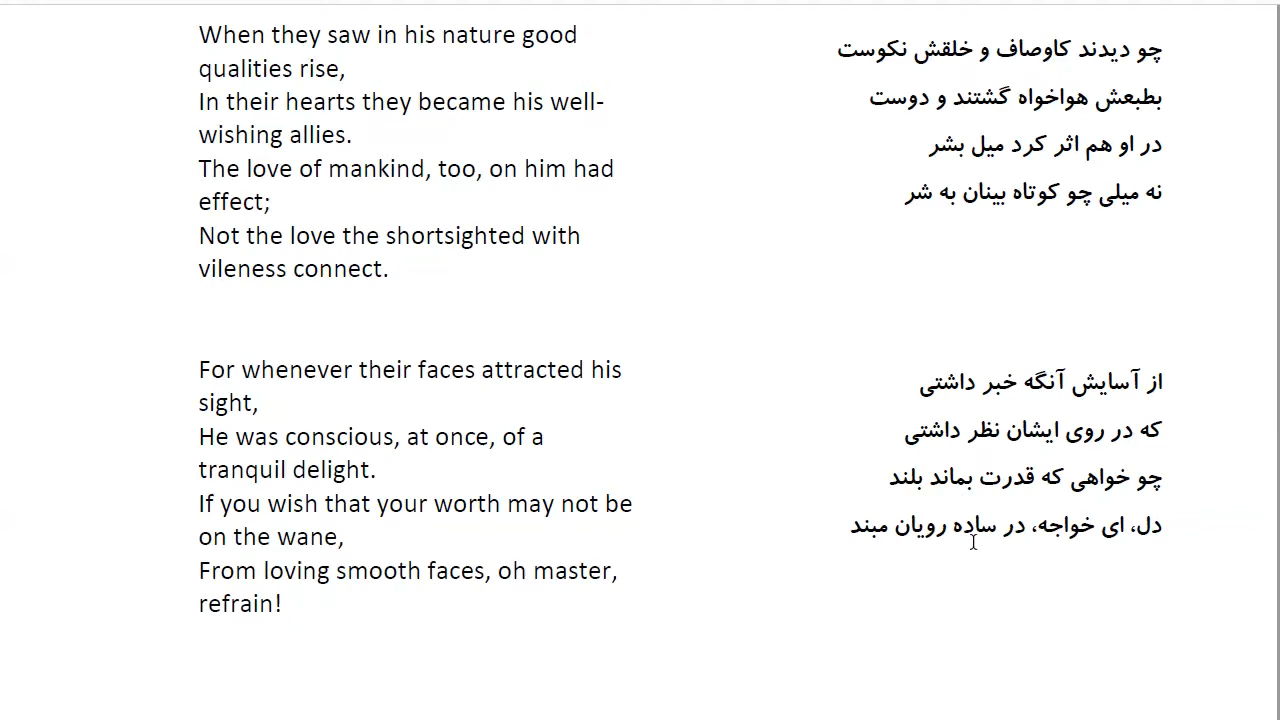 When they saw in his nature good
qualities rise,
In their hearts they became his well-
wishing allies.
The love of mankind, too, on him had
effect;
Not the love the shortsighted with
vileness connect.
For whenever their faces attracted his
sight,
He was conscious, at once, of a
tranquil delight.
If you wish that your worth may not be
on the wane,
From loving smooth faces, oh master,
refrain!
چو دیدند کاوصاف و خلقش نکوست
بطبعش هواخواه گشتند و دوست
در او هم اثر کرد میل بشر
نه میلی چو کوتاه بینان به شر
از آسایش آنگه خبر داشتی
که در روی ایشان نظر داشتی
چو خواهی که قدرت بماند بلند
دل، ای خواجه، در ساده رویان مبند